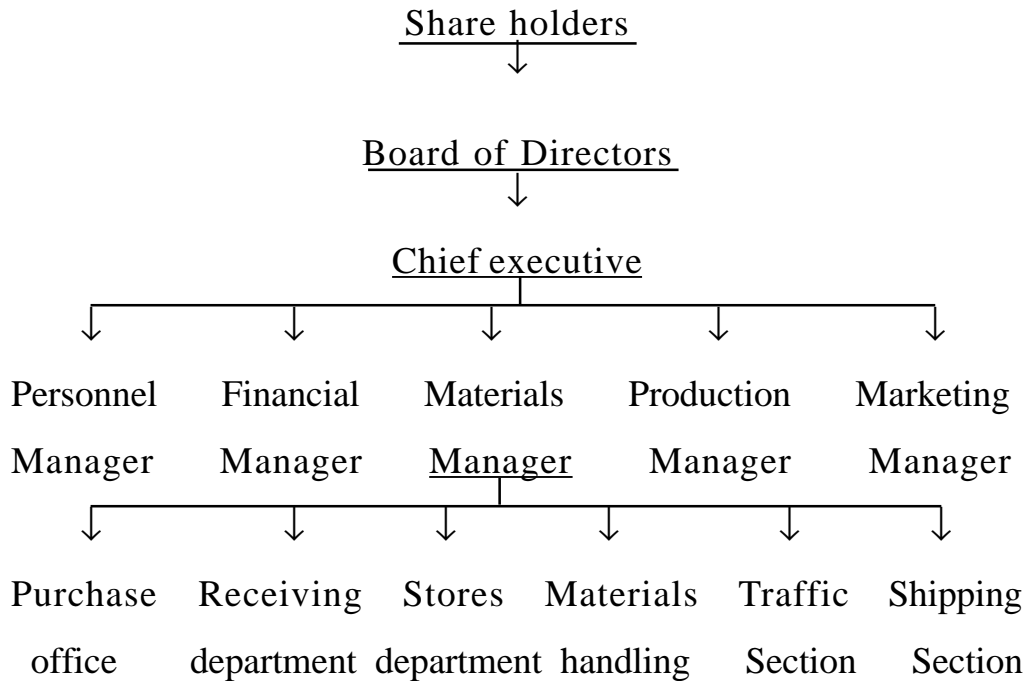 Share holders
Board of Directors
Chief executive
Personnel Financial Materials Production Marketing
Manager Manager Manager Manager Manager
Purchase Receiving Stores Materials Traffic Shipping
office department department handling Section Section